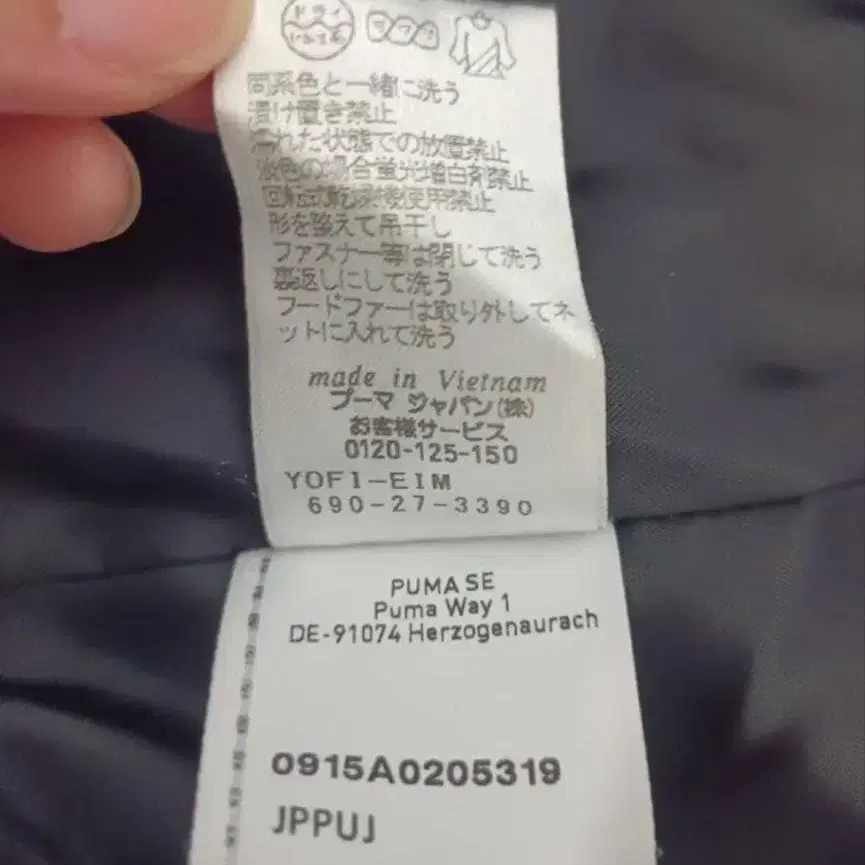 ドライ
同系色と一緒に洗う
漬け置き禁止
濡れた状態での放置禁止
淡色の場合蛍光増白剤禁止
回転式乾燥機使用禁止
形を整えて吊干し
ファスナー等は閉じて洗う
裏返しにして洗う
フードファーは取り外してネ
ットに入れて洗う
made in Vietnam
プーマ ジャパン(株)
お客様サービス
0120-125-150
YOFI-EIM
690-27-3390
PUMA SE
Puma Way 1
DE-91074 Herzogenaurach
0915A0205319
JPPUJ